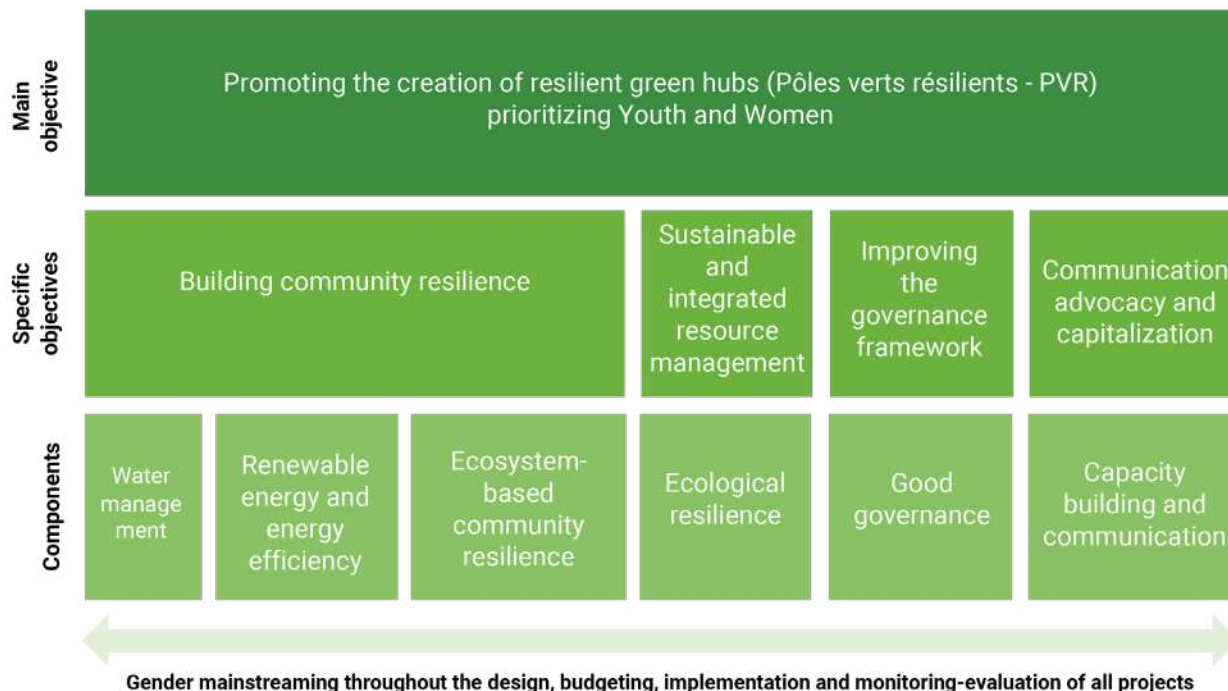 Main
objective
Promoting the creation of resilient green hubs (Pôles verts résilients - PVR)
prioritizing Youth and Women
Specific
objectives
Building community resilience
Sustainable
and
integrated
resource
management
Improving
the
governance
framework
Communication
advocacy and
capitalization
Components
Water
manage
ment
Renewable
energy and
energy
efficiency
Ecosystem-
based
community
resilience
Ecological
resilience
Good
governance
Capacity
building and
communication
Gender mainstreaming throughout the design, budgeting, implementation and monitoring-evaluation of all projects